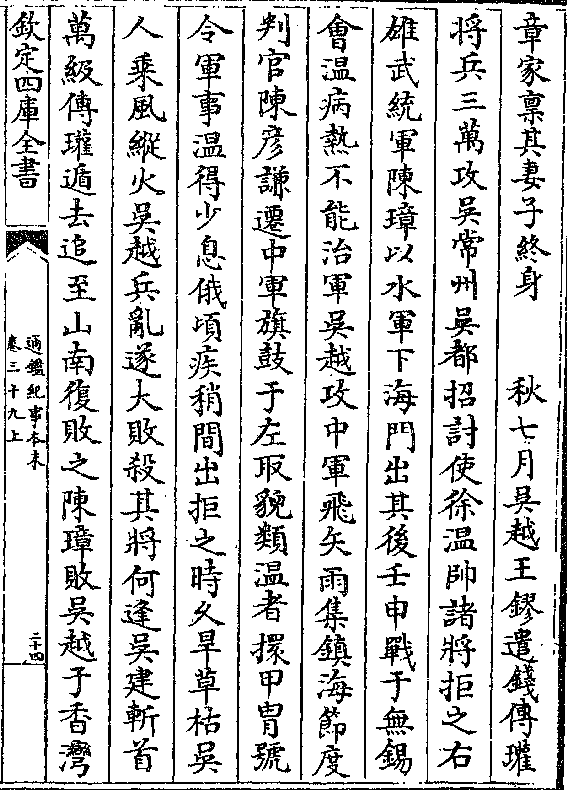 章家禀其妻子終身　　秋七月吳越王鏐遣錢傳瓘
將兵三萬攻吳常州吳都招討使徐溫帥諸將拒之右
雄武統軍陳璋以水軍下海門出其後壬申戰于無錫
會溫病熱不能治軍吳越攻中軍飛矢雨集鎮海節度
判官陳彥謙遷中軍旗鼓于左取貌類溫者擐甲冑號
令軍事溫得少息俄頃疾稍間出拒之時久旱草枯吳
人乘風縱火吳越兵亂遂大敗殺其將何逢吳建斬首
萬級傳瓘遁去追至山南復敗之陳璋敗吳越于香灣
欽定四庫全書
通鑑紀事本末
卷三十九上
二十四